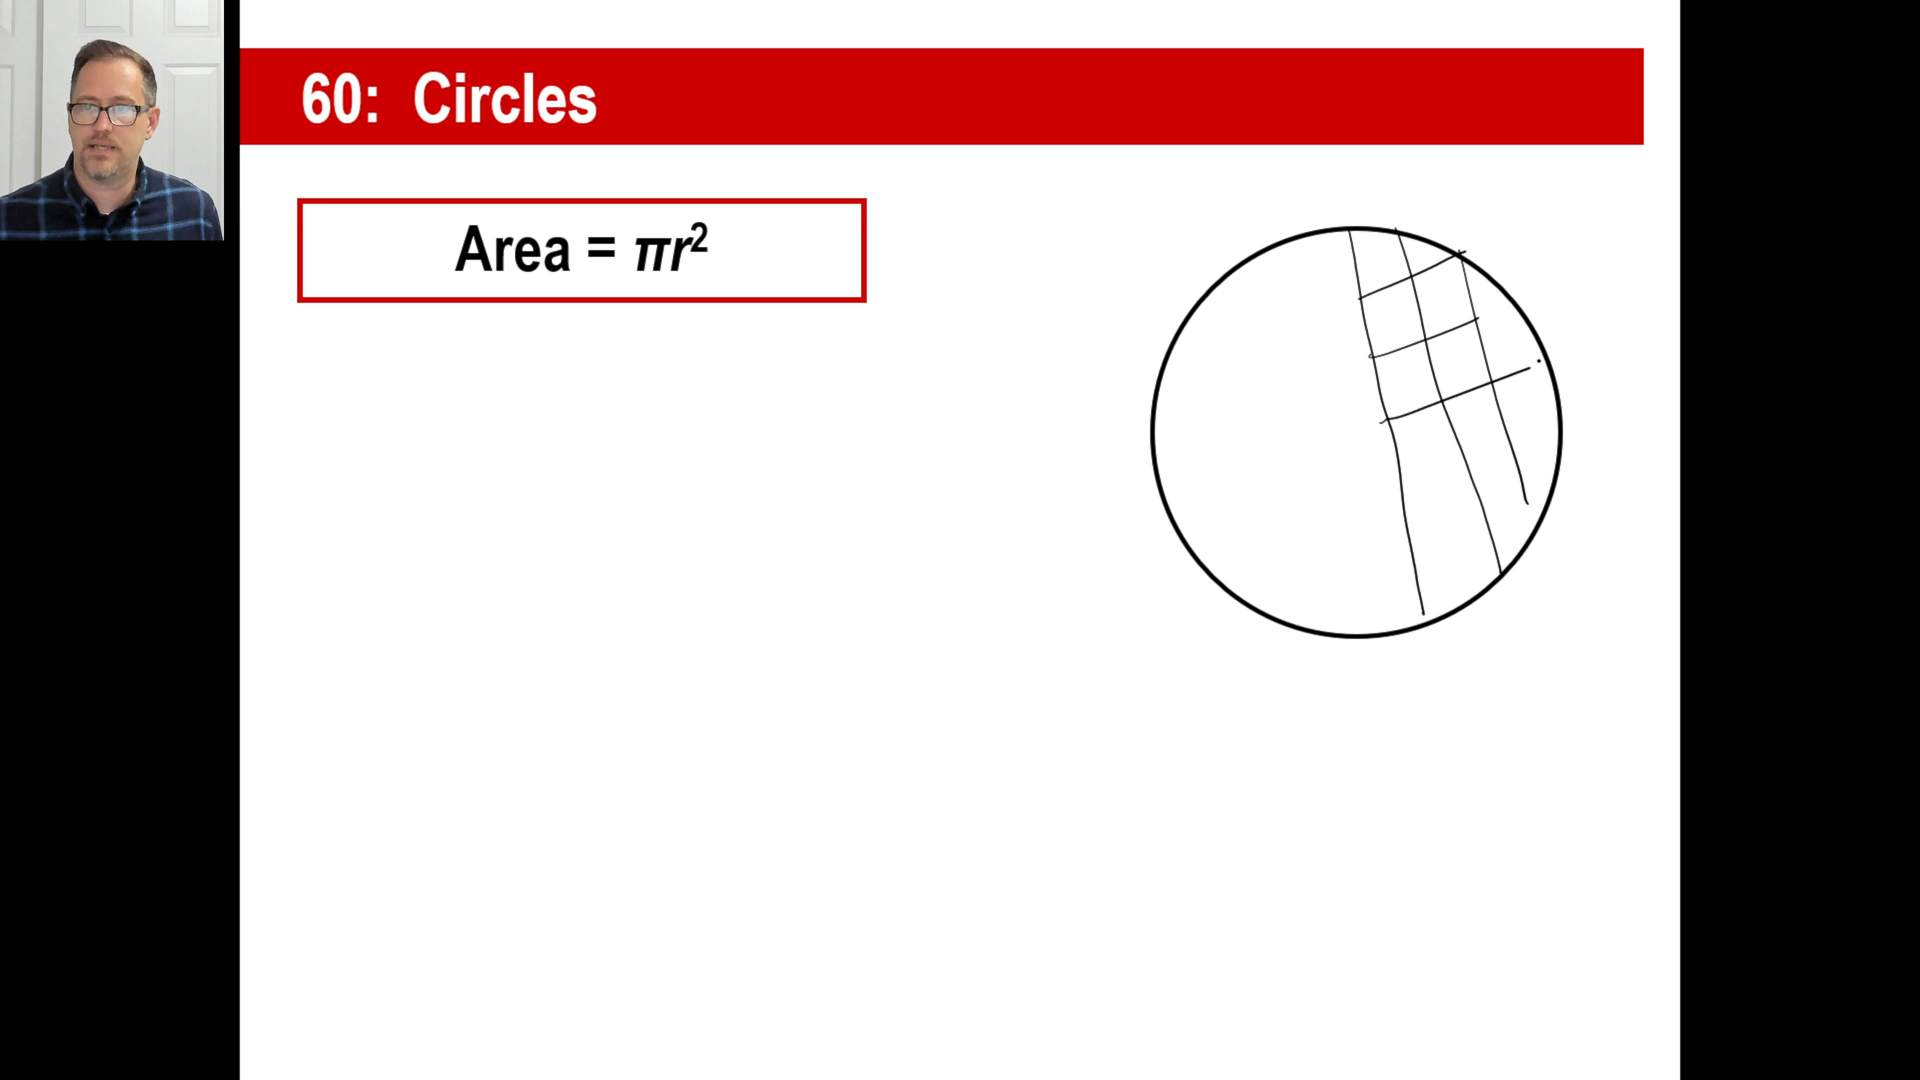 60: Circles
Area = πr²